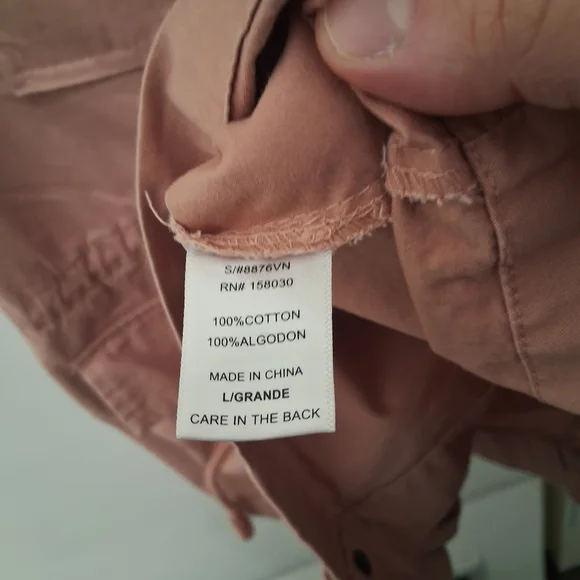 S/#8876VN
RN# 158030
100%COTTON
100%ALGODON
MADE IN CHINA
L/GRANDE
CARE IN THE BACK